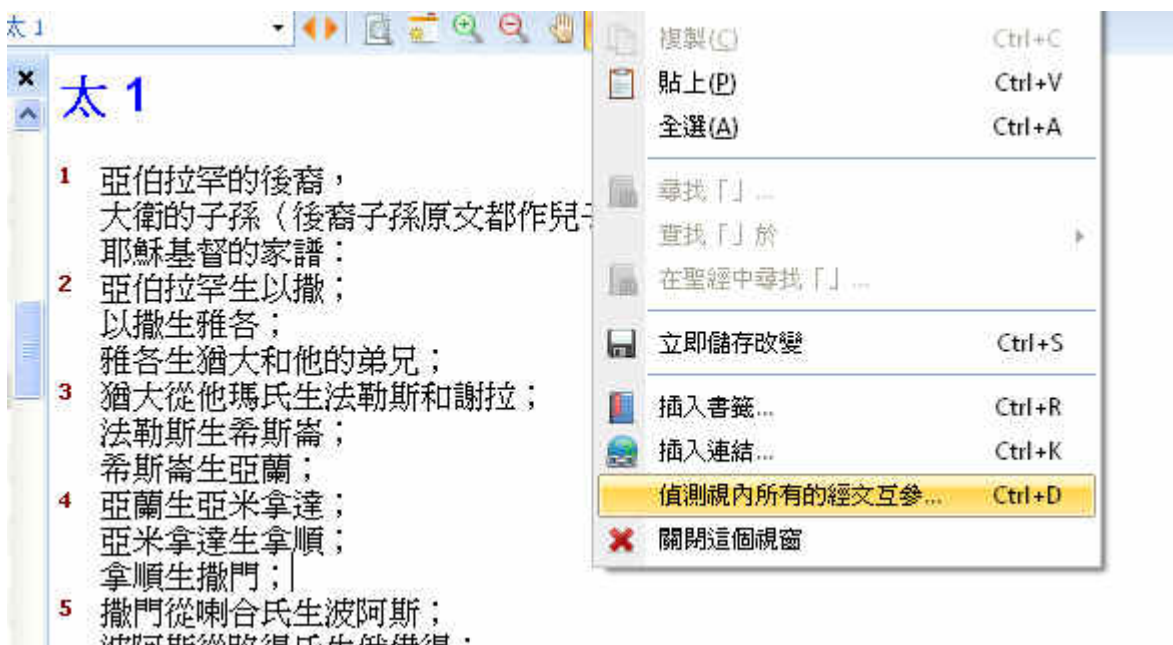 太 1
太 1
1 亞伯拉罕的後裔，
大衛的子孫（後裔子孫原文都作兒
耶穌基督的家譜：
2 亞伯拉罕生以撒；
以撒生雅各；
雅各生猶大和他的弟兄；
3 猶大從他瑪氏生法勒斯和謝拉；
法勒斯生希斯崙；
希斯崙生亞蘭；
4 亞蘭生亞米拿達；
亞米拿達生拿順；
拿順生撒門；
5 撒門從喇合氏生波阿斯；
複製(C) Ctrl+C
貼上(P) Ctrl+V
全選(A) Ctrl+A
尋找「」...
查找「」於
在聖經中尋找「」...
立即儲存改變 Ctrl+S
插入書籤... Ctrl+R
插入連結... Ctrl+K
偵測視內所有的經文互參... Ctrl+D
關閉這個視窗